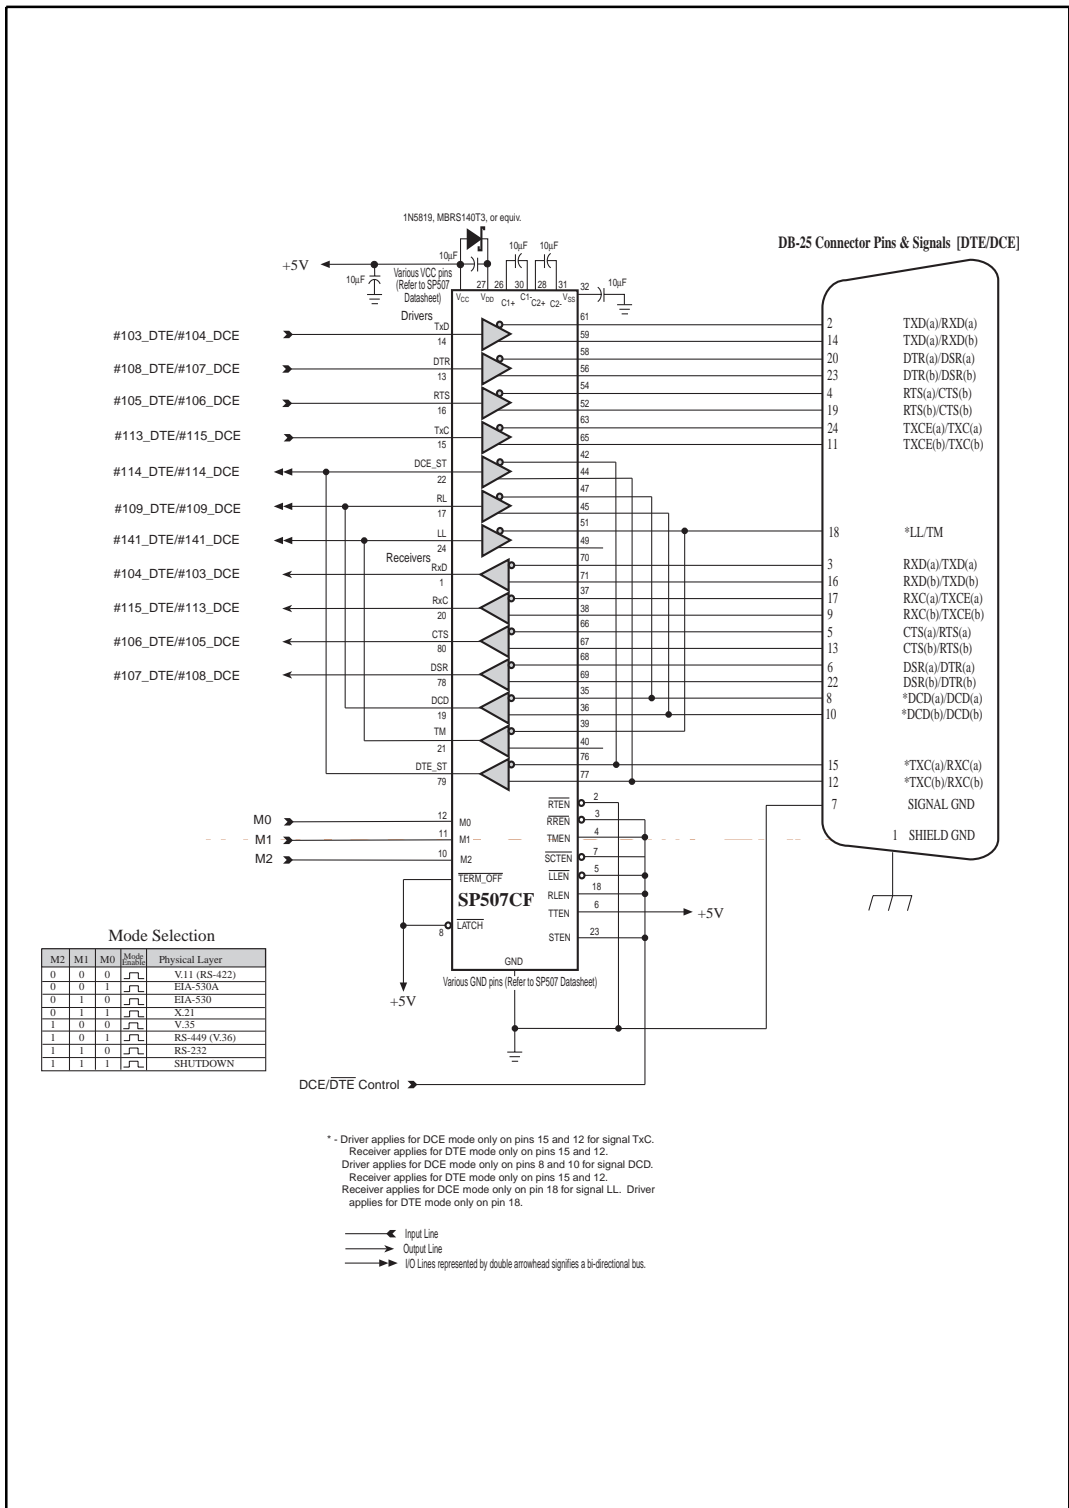 1N5819, MBRS140T3, or equiv.
DB-25 Connector Pins & Signals [DTE/DCE]
+5V
10µF
10µF
10µF
10µF
10µF
Various VCC pins
(Refer to SP507
Datasheet)
27 26 30 28 31 32
VCC VDD C1+ C1- C2+ C2- VSS
Drivers
#103_DTE/#104_DCE
TxD
14
61
59
2 TXD(a)/RXD(a)
14 TXD(a)/RXD(b)
#108_DTE/#107_DCE
DTR
13
58
56
20 DTR(a)/DSR(a)
23 DTR(b)/DSR(b)
#105_DTE/#106_DCE
RTS
16
54
52
4 RTS(a)/CTS(b)
19 RTS(b)/CTS(b)
#113_DTE/#115_DCE
TxC
15
63
65
24 TXCE(a)/TXC(a)
11 TXCE(b)/TXC(b)
#114_DTE/#114_DCE
DCE_ST
22
42
44
#109_DTE/#109_DCE
RL
17
47
45
#141_DTE/#141_DCE
LL
24
51
49
18 *LL/TM
Receivers
#104_DTE/#103_DCE
RxD
1
70
71
3 RXD(a)/TXD(a)
16 RXD(b)/TXD(b)
#115_DTE/#113_DCE
RxC
20
37
38
17 RXC(a)/TXCE(a)
9 RXC(b)/TXCE(b)
#106_DTE/#105_DCE
CTS
80
66
67
5 CTS(a)/RTS(a)
13 CTS(b)/RTS(b)
#107_DTE/#108_DCE
DSR
78
68
69
6 DSR(a)/DTR(a)
22 DSR(b)/DTR(b)
DCD
19
35
36
8 *DCD(a)/DCD(a)
10 *DCD(b)/DCD(b)
TM
21
39
40
DTE_ST
79
76
77
15 *TXC(a)/RXC(a)
12 *TXC(b)/RXC(b)
7 SIGNAL GND
1 SHIELD GND
M0 12 M0
M1 11 M1
M2 10 M2
TERM_OFF
SP507CF
8 LATCH
+5V
RTEN 2
RREN 3
TMEN 4
SCTEN 7
LLEN 5
RLEN 18
TTEN 6 +5V
STEN 23
GND
Various GND pins (Refer to SP507 Datasheet)
DCE/DTE Control
Mode Selection
M2 M1 M0 Mode Enable Physical Layer
0 0 0 V.11 (RS-422)
0 0 1 EIA-530A
0 1 0 EIA-530
0 1 1 X.21
1 0 0 V.35
1 0 1 RS-449 (V.36)
1 1 0 RS-232
1 1 1 SHUTDOWN
* - Driver applies for DCE mode only on pins 15 and 12 for signal TxC.
Receiver applies for DTE mode only on pins 15 and 12.
Driver applies for DCE mode only on pins 8 and 10 for signal DCD.
Receiver applies for DTE mode only on pins 15 and 12.
Receiver applies for DCE mode only on pin 18 for signal LL. Driver
applies for DTE mode only on pin 18.
Input Line
Output Line
I/O Lines represented by double arrowhead signifies a bi-directional bus.